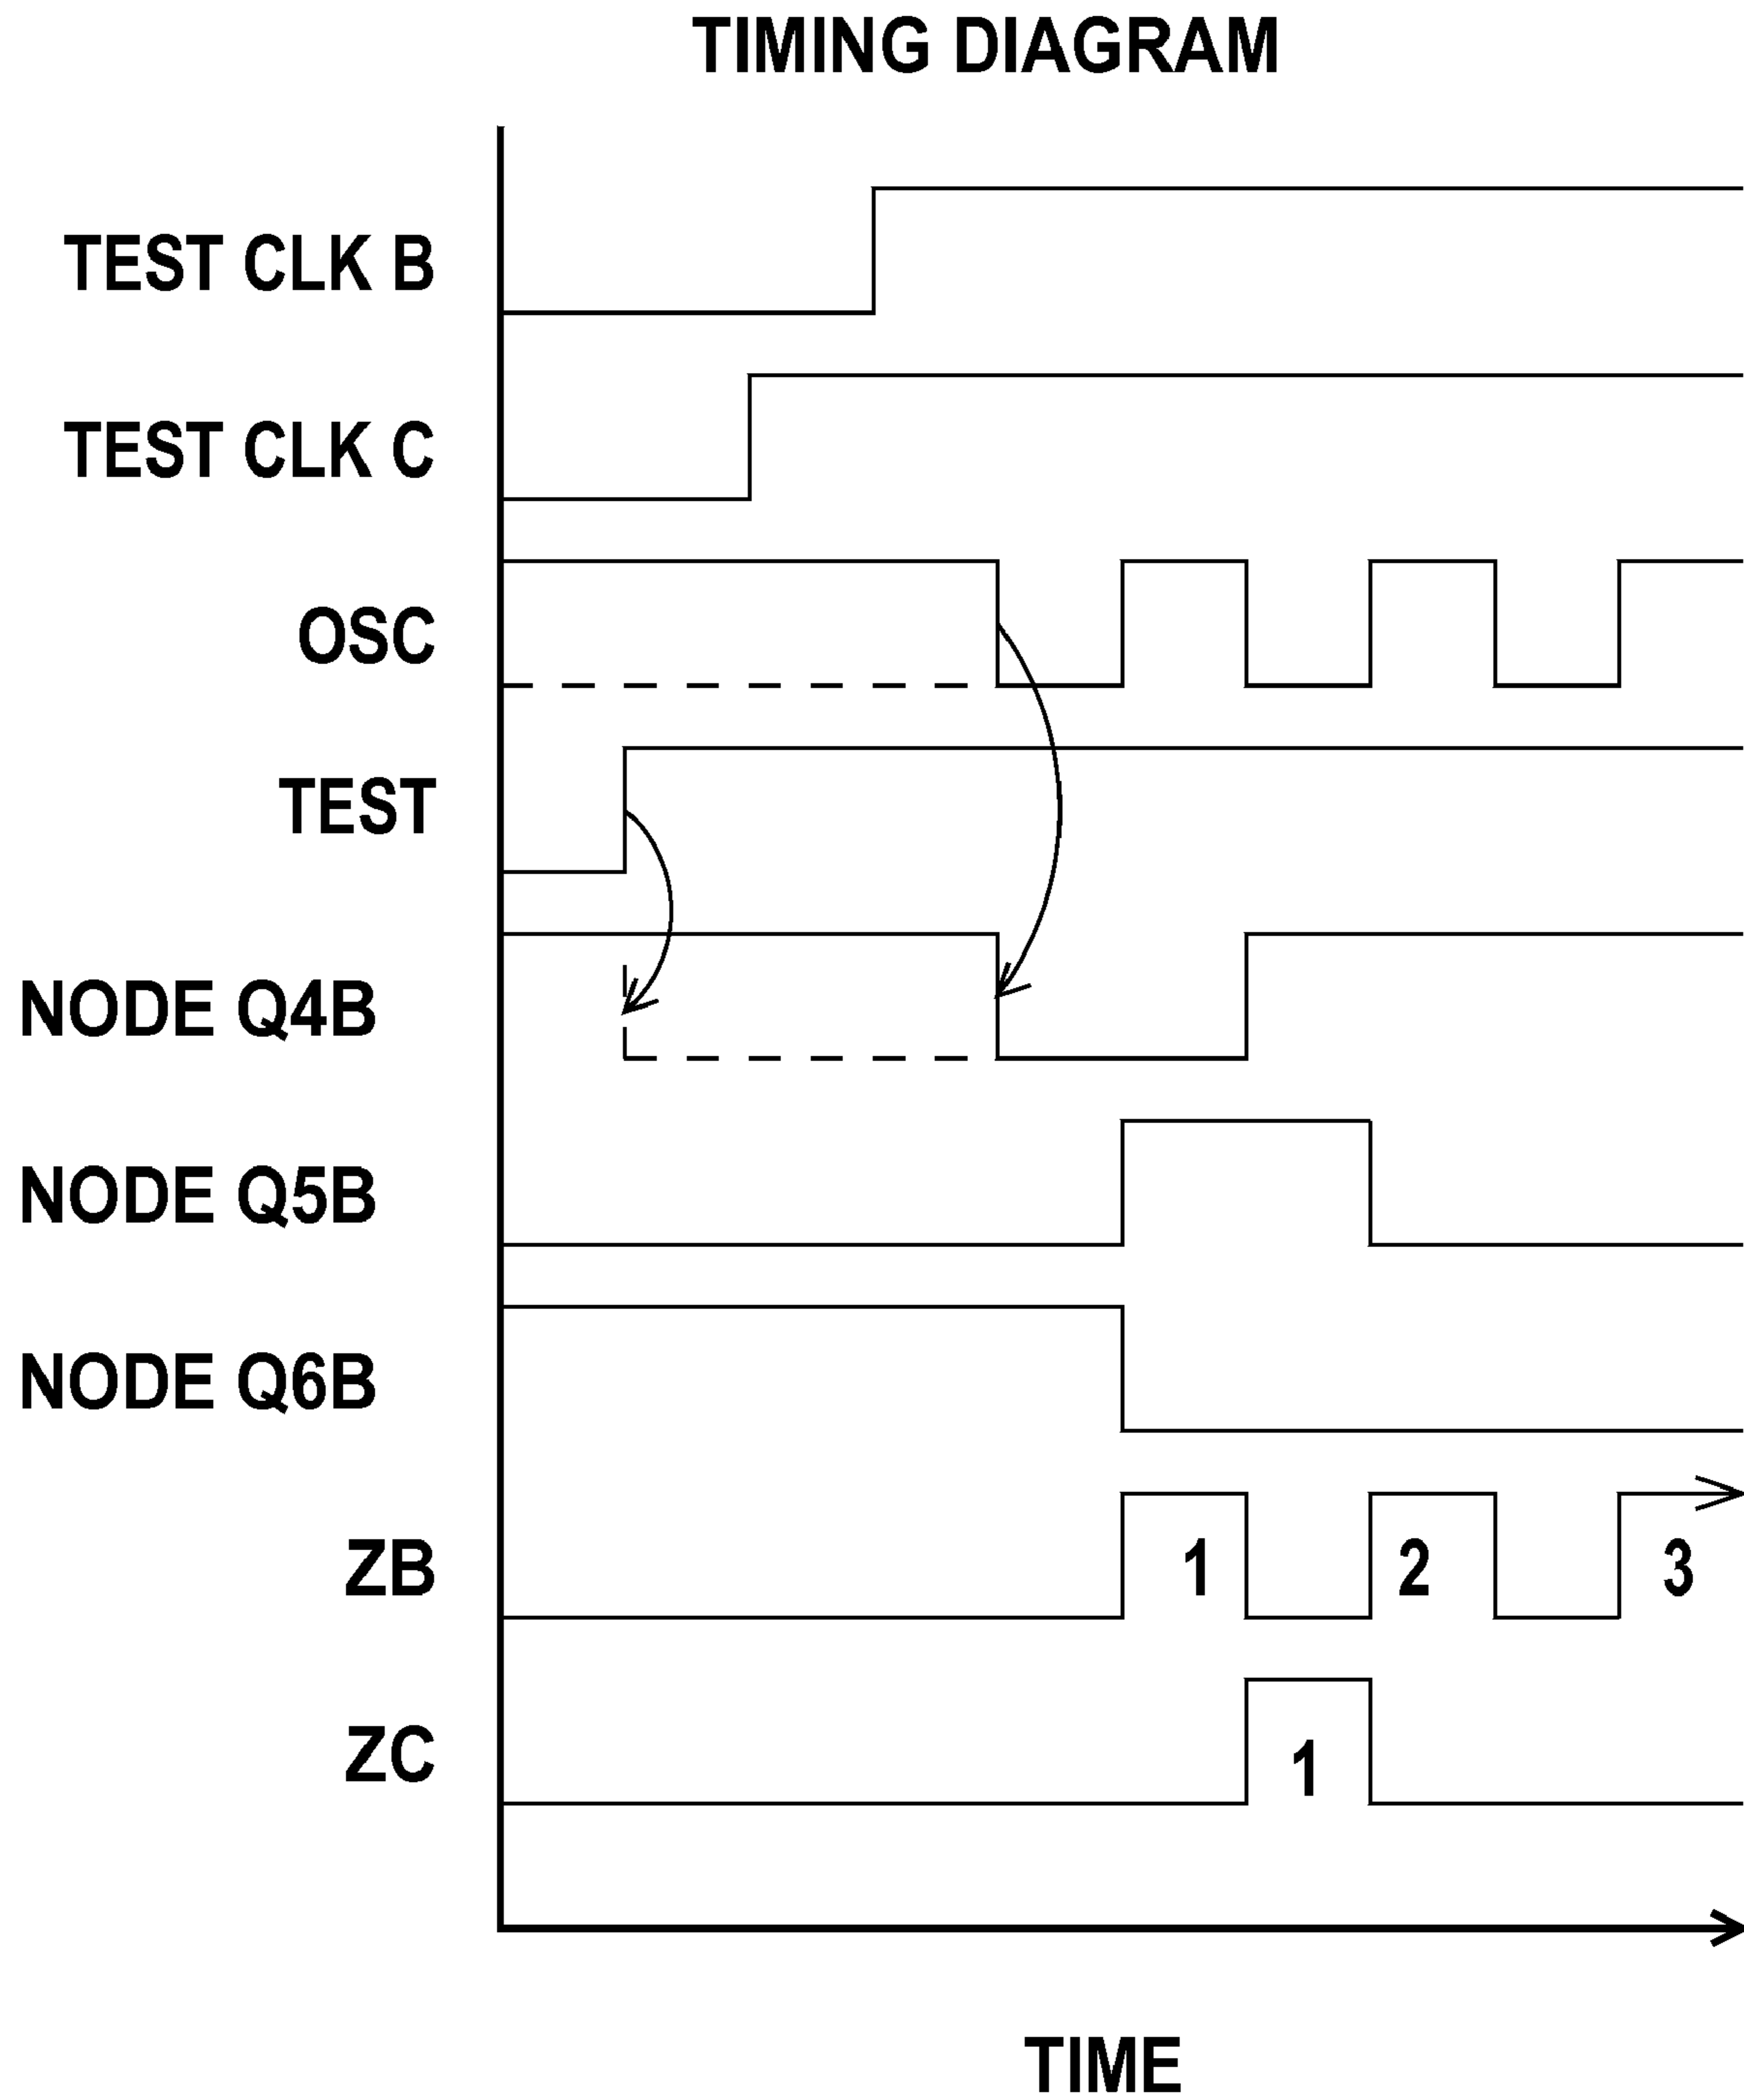 TIMING DIAGRAM
TEST CLK B
TEST CLK C
OSC
TEST
NODE Q4B
NODE Q5B
NODE Q6B
ZB 1 2 3
ZC 1
TIME